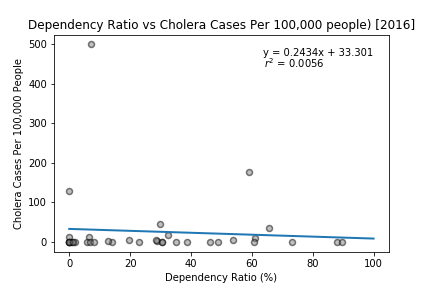 Dependency Ratio vs Cholera Cases Per 100,000 people) [2016]
y = 0.2434x + 33.301
r² = 0.0056
Cholera Cases Per 100,000 People
500
400
300
200
100
0
0 20 40 60 80 100
Dependency Ratio (%)